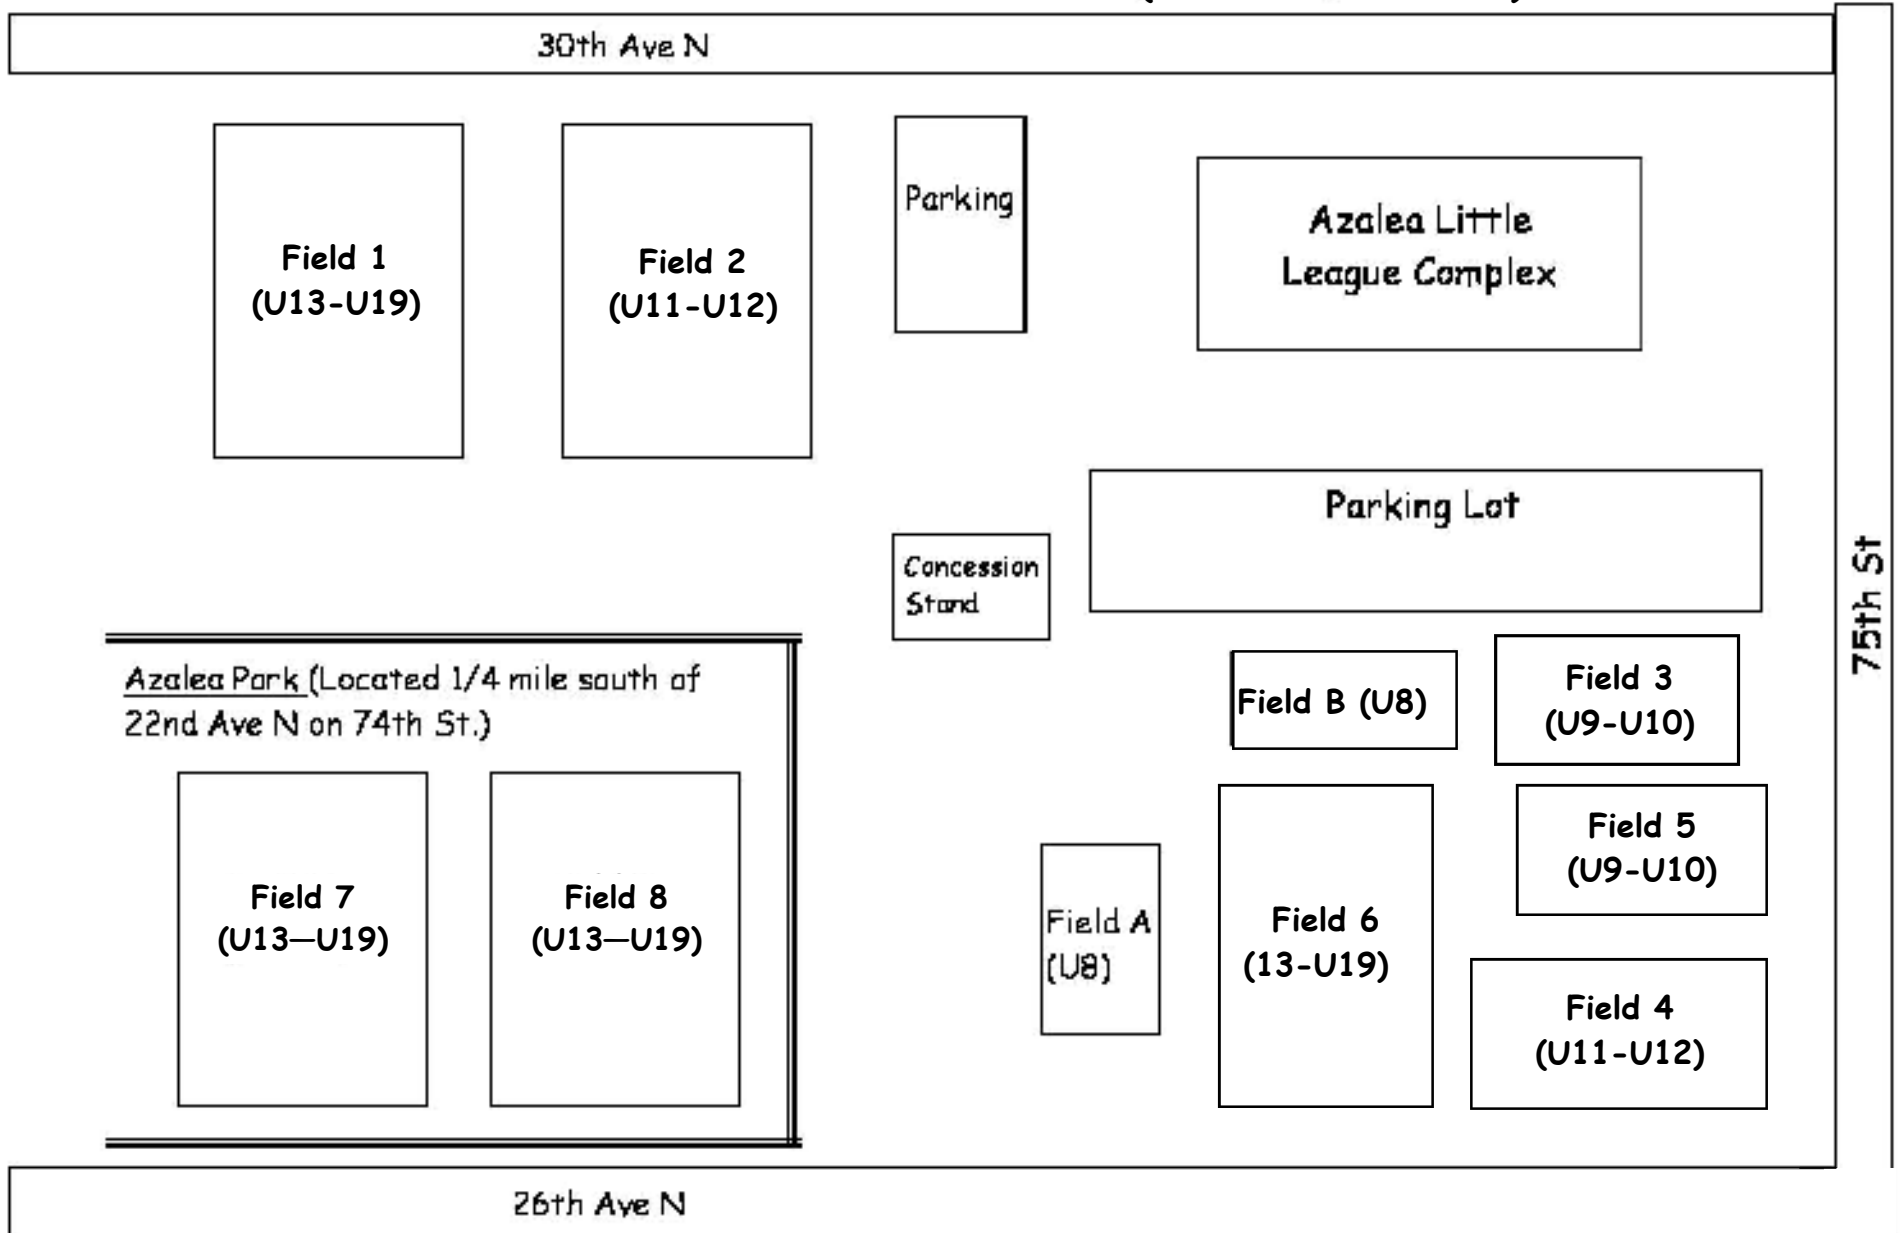 30th Ave N
Field 1
(U13-U19)
Field 2
(U11-U12)
Parking
Azalea Little
League Complex
Parking Lot
Concession
Stand
75th St
Azalea Park (Located 1/4 mile south of
22nd Ave N on 74th St.)
Field B (U8)
Field 3
(U9-U10)
Field 5
(U9-U10)
Field 7
(U13—U19)
Field 8
(U13—U19)
Field A
(U8)
Field 6
(13-U19)
Field 4
(U11-U12)
26th Ave N